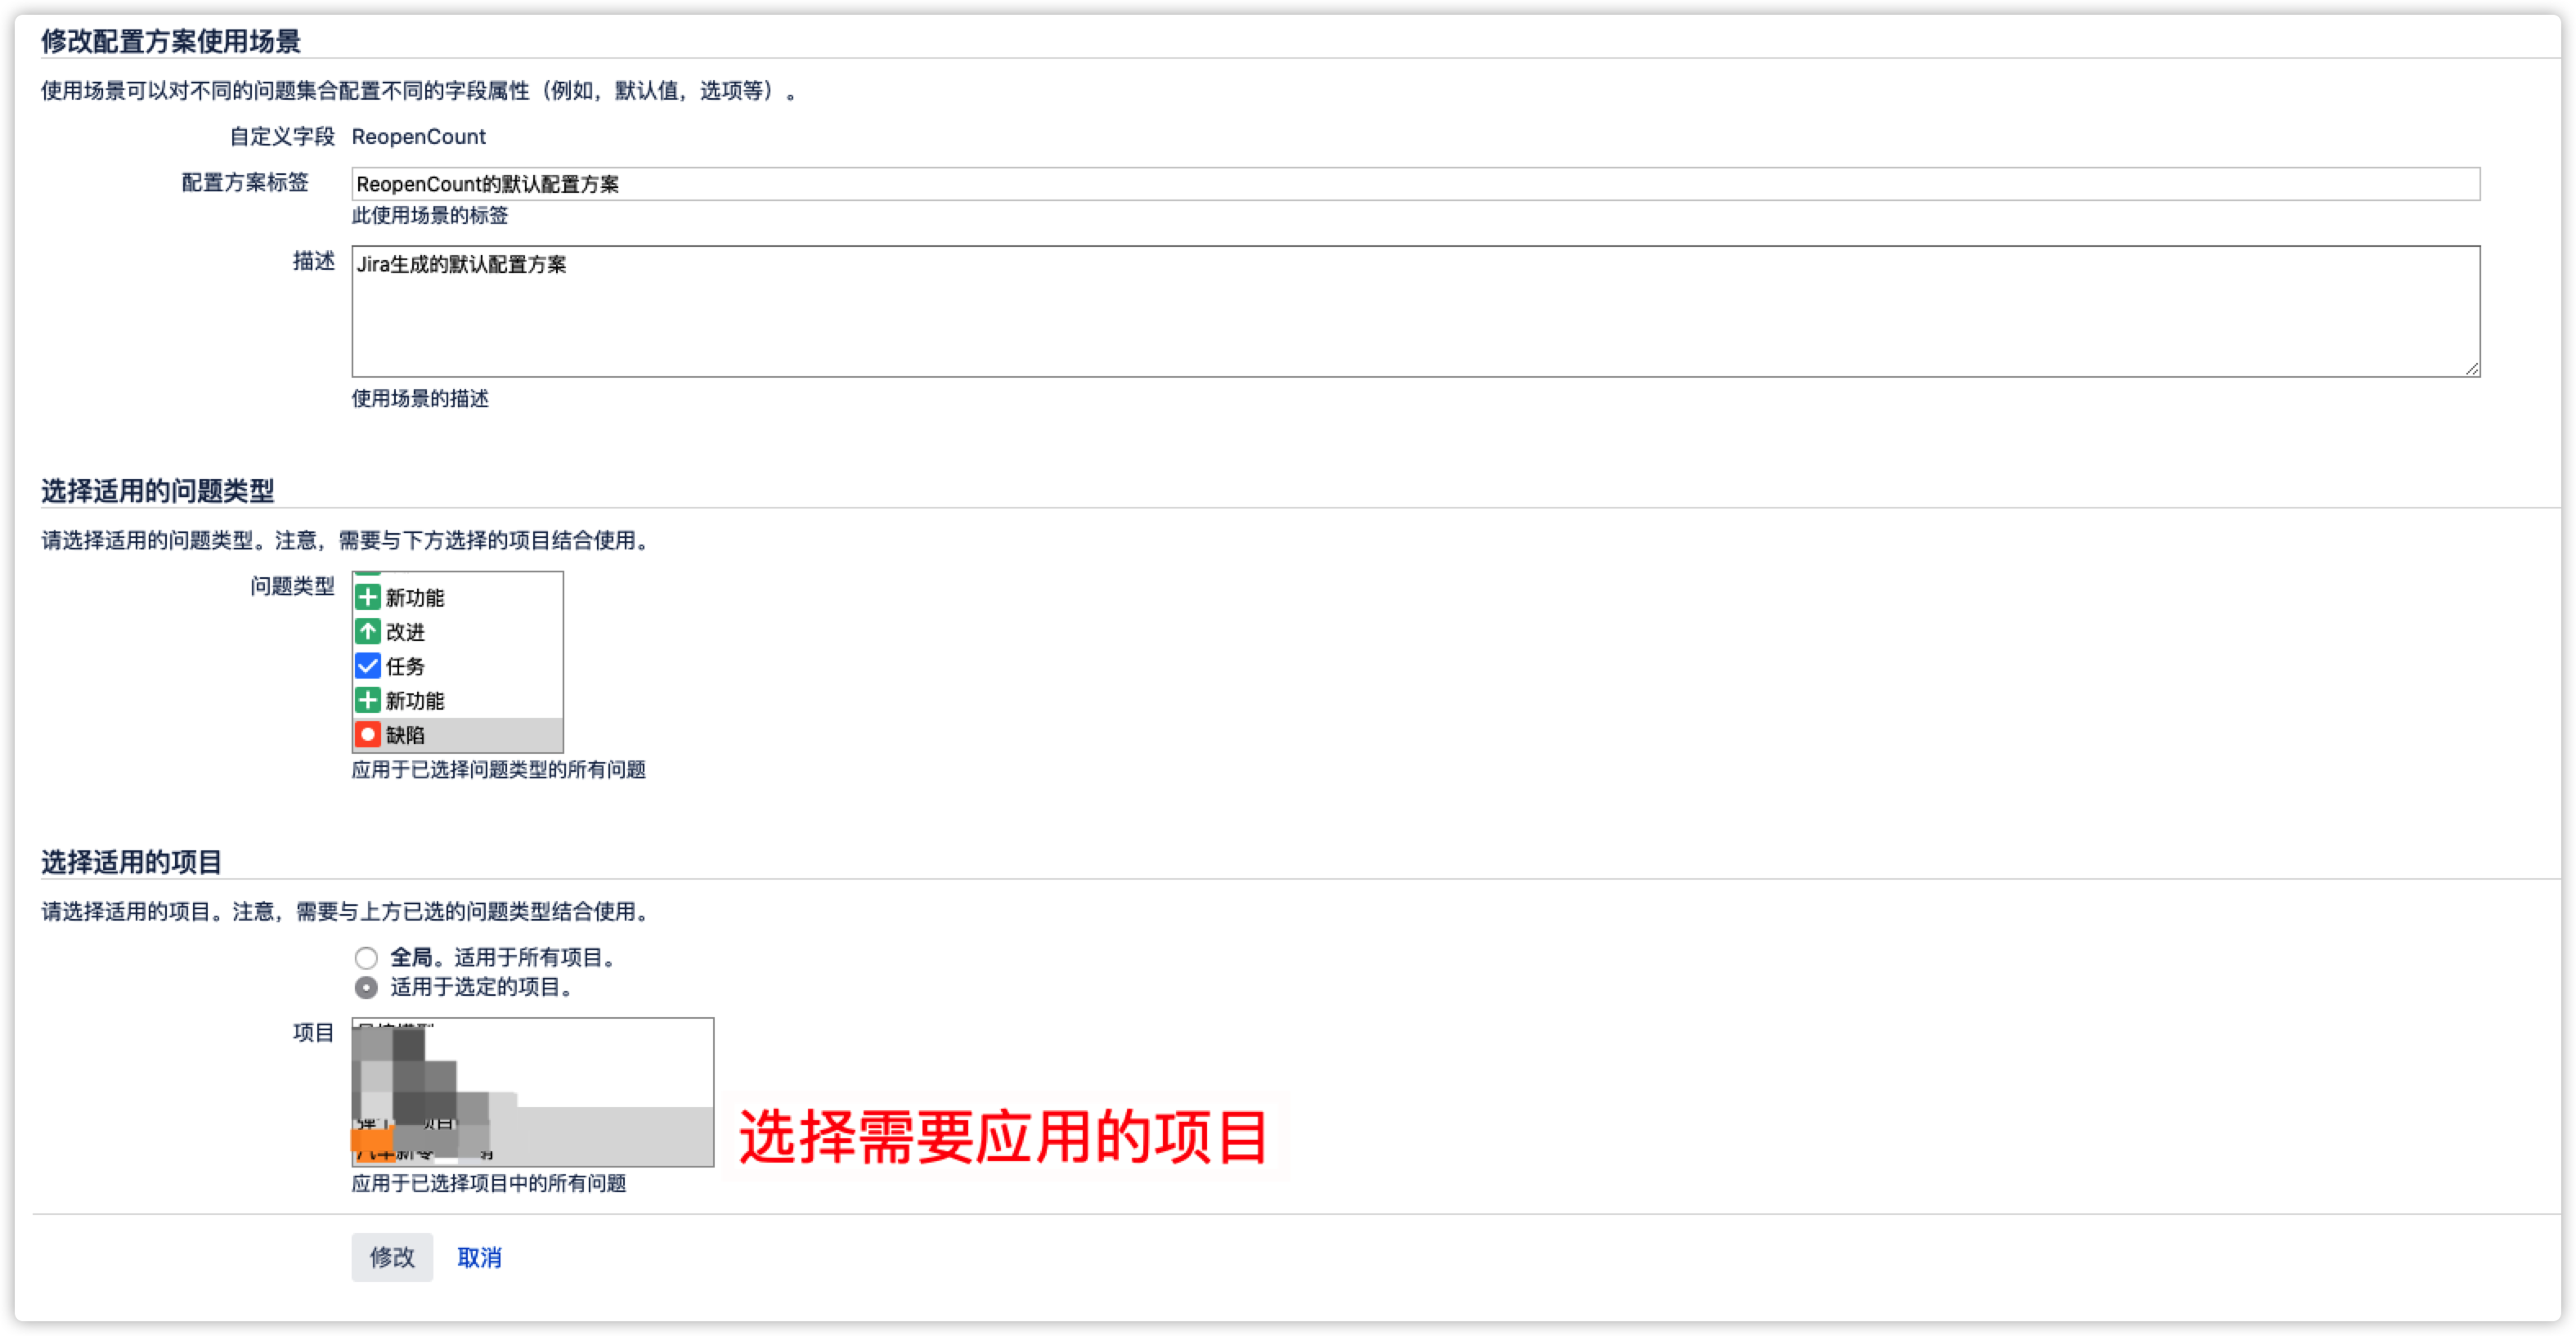 修改配置方案使用场景
使用场景可以对不同的问题集合配置不同的字段属性（例如，默认值，选项等）。
自定义字段 ReopenCount
配置方案标签 ReopenCount的默认配置方案
此使用场景的标签
描述 Jira生成的默认配置方案
使用场景的描述
选择适用的问题类型
请选择适用的问题类型。注意，需要与下方选择的项目结合使用。
问题类型
新功能
改进
任务
新功能
缺陷
应用于已选择问题类型的所有问题
选择适用的项目
请选择适用的项目。注意，需要与上方已选的问题类型结合使用。
全局。适用于所有项目。
适用于选定的项目。
项目
选择需要应用的项目
应用于已选择项目中的所有问题
修改 取消